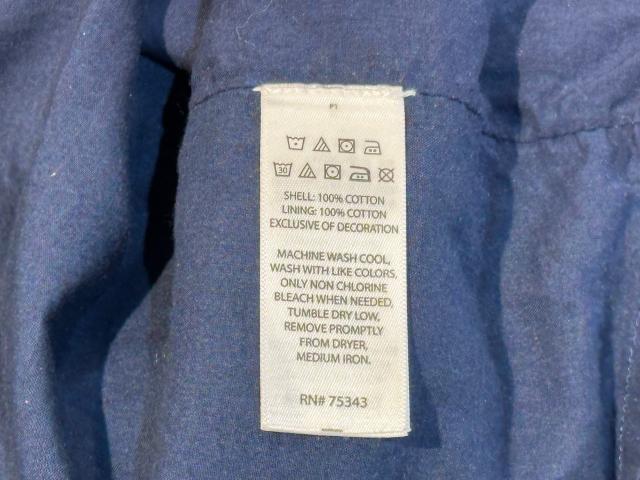 P1
30
SHELL: 100% COTTON
LINING: 100% COTTON
EXCLUSIVE OF DECORATION
MACHINE WASH COOL,
WASH WITH LIKE COLORS,
ONLY NON CHLORINE
BLEACH WHEN NEEDED,
TUMBLE DRY LOW,
REMOVE PROMPTLY
FROM DRYER,
MEDIUM IRON.
RN# 75343